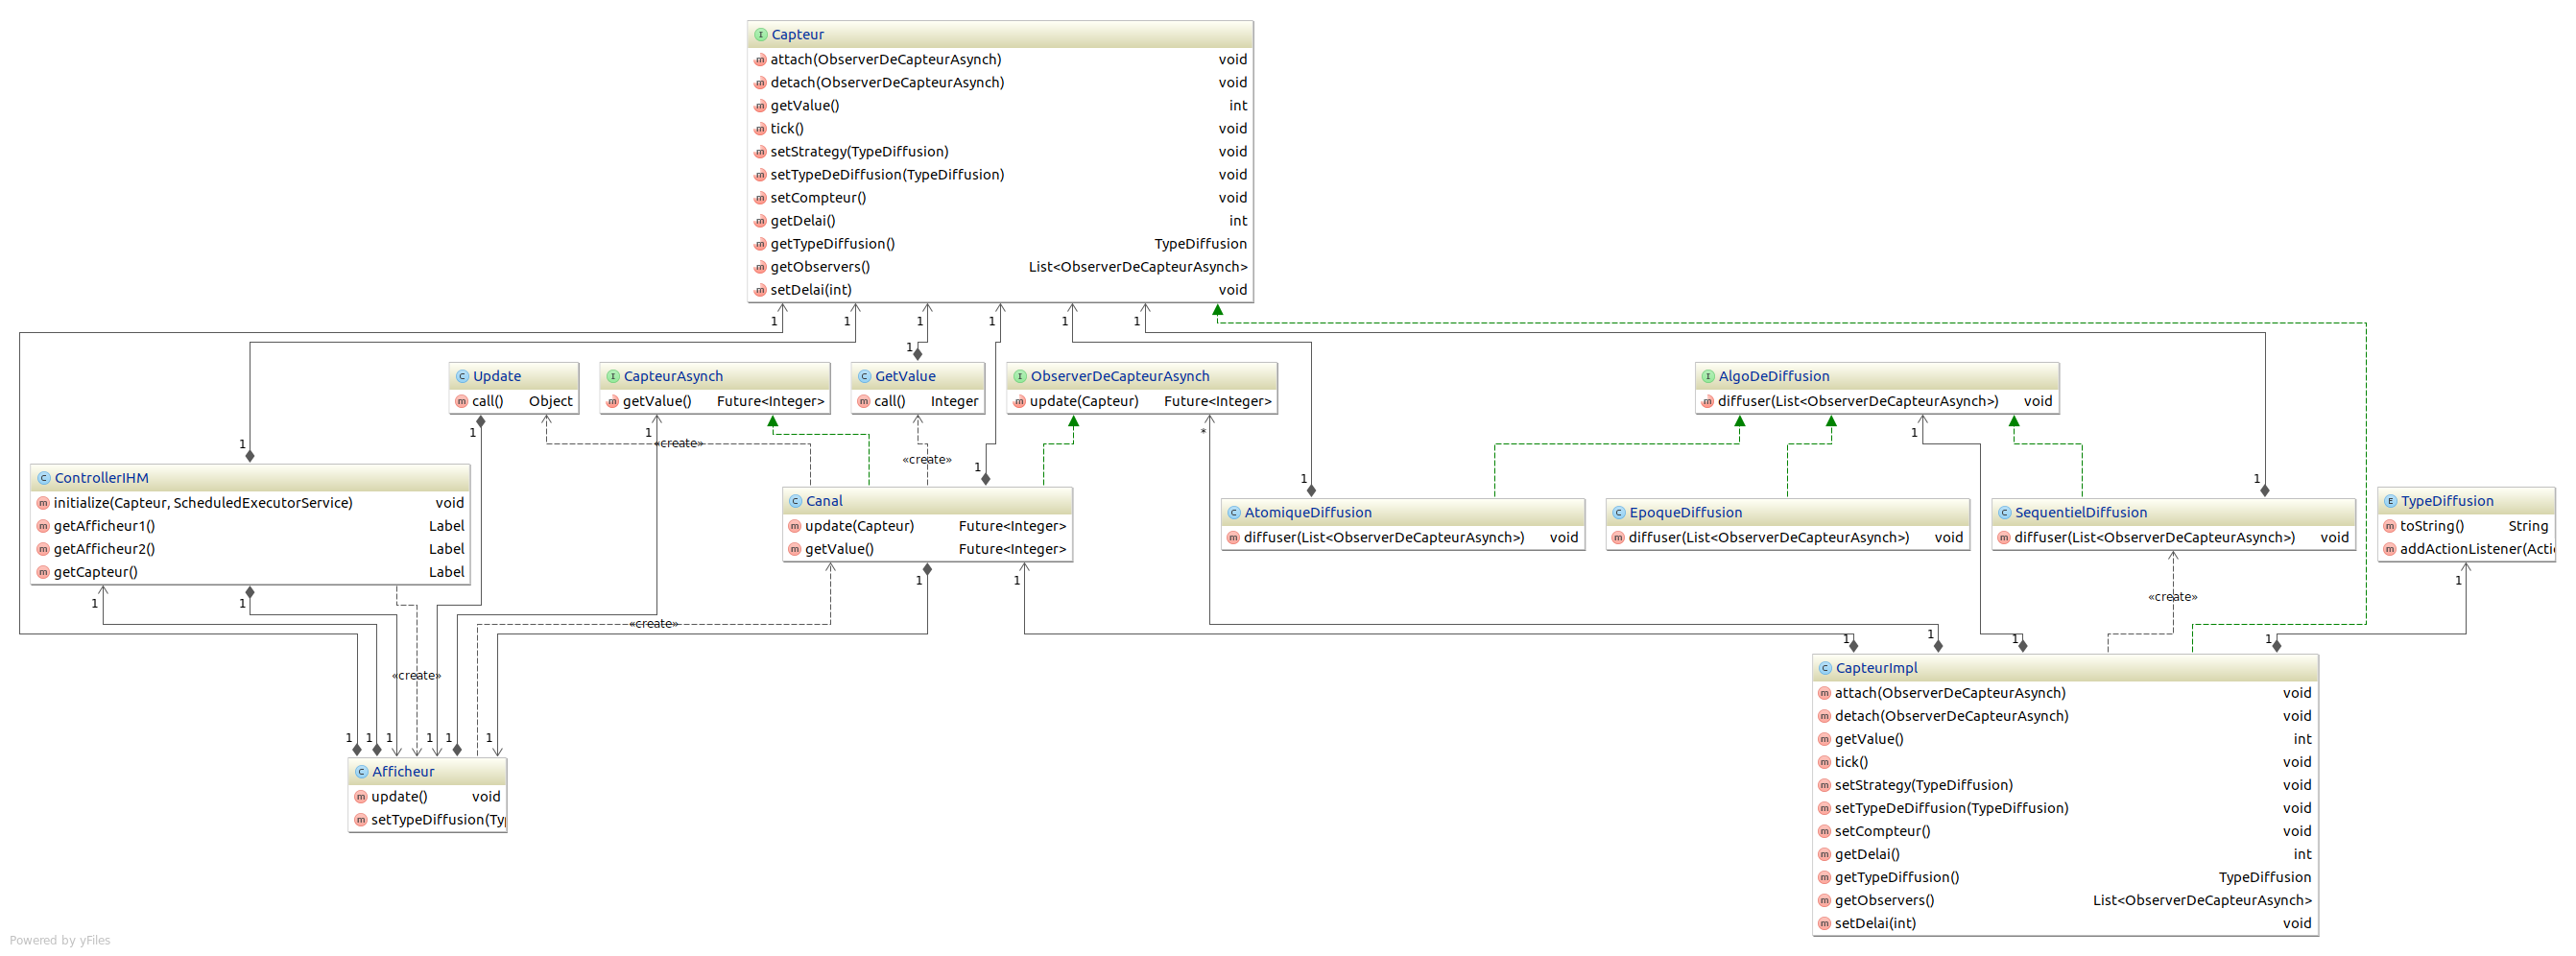 Capteur
attach(ObserverDeCapteurAsynch) void
detach(ObserverDeCapteurAsynch) void
getValue() int
tick() void
setStrategy(TypeDiffusion) void
setTypeDeDiffusion(TypeDiffusion) void
setCompteur() void
getDelai() int
getTypeDiffusion() TypeDiffusion
getObservers() List<ObserverDeCapteurAsynch>
setDelai(int) void
1 1 1 1 1 1
1
Update
call() Object
1
CapteurAsynch
getValue() Future<Integer>
1
«create»
GetValue
call() Integer
«create»
ObserverDeCapteurAsynch
update(Capteur) Future<Integer>
*
AlgoDeDiffusion
diffuser(List<ObserverDeCapteurAsynch>) void
1
1
ControllerIHM
initialize(Capteur, ScheduledExecutorService) void
getAfficheur1() Label
getAfficheur2() Label
getCapteur() Label
1 1
1
Canal
update(Capteur) Future<Integer>
getValue() Future<Integer>
1 1
1
AtomiqueDiffusion
diffuser(List<ObserverDeCapteurAsynch>) void
EpoqueDiffusion
diffuser(List<ObserverDeCapteurAsynch>) void
1
SequentielDiffusion
diffuser(List<ObserverDeCapteurAsynch>) void
TypeDiffusion
toString() String
addActionListener(Acti
1
«create»
«create»
«create»
1 1 1 1 1 1
Afficheur
update() void
setTypeDiffusion(Ty
1 1 1 1
CapteurImpl
attach(ObserverDeCapteurAsynch) void
detach(ObserverDeCapteurAsynch) void
getValue() int
tick() void
setStrategy(TypeDiffusion) void
setTypeDeDiffusion(TypeDiffusion) void
setCompteur() void
getDelai() int
getTypeDiffusion() TypeDiffusion
getObservers() List<ObserverDeCapteurAsynch>
setDelai(int) void
Powered by yFiles